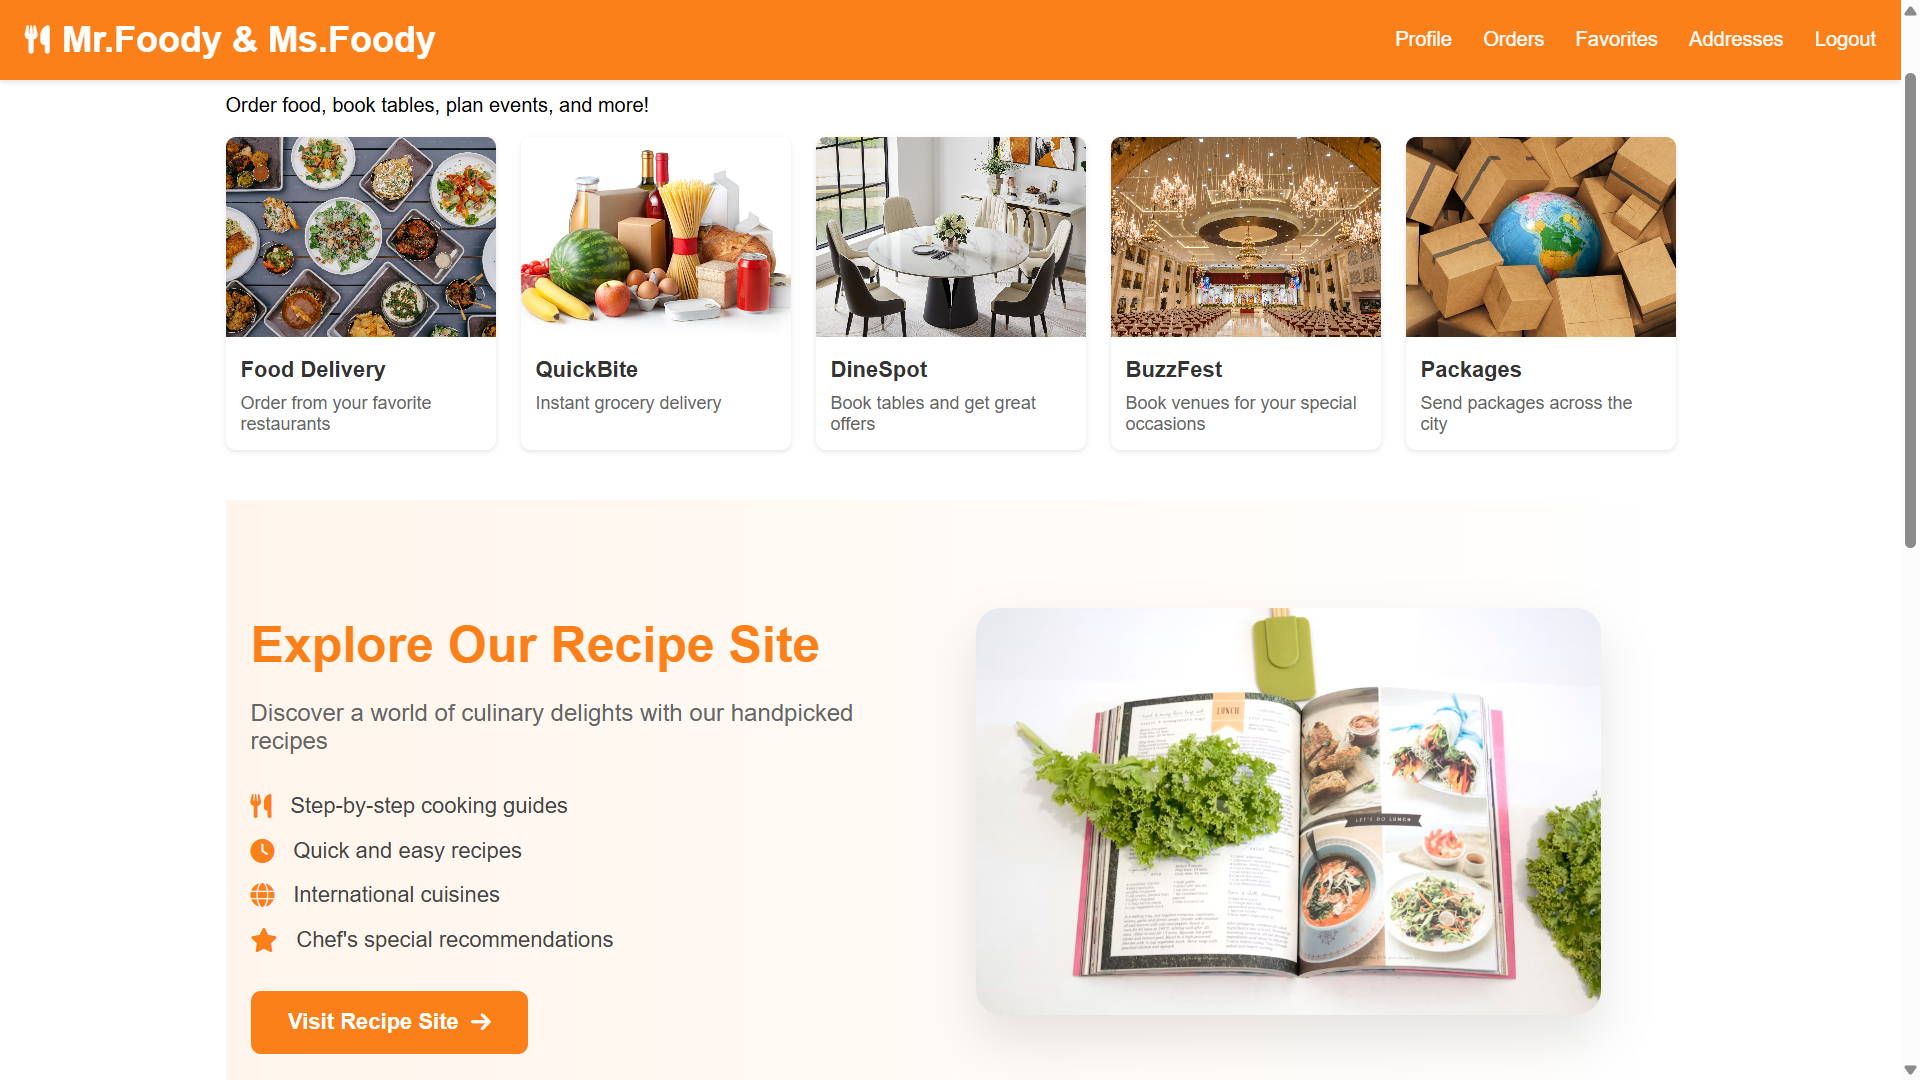 Mr.Foody & Ms.Foody
Profile
Orders
Favorites
Addresses
Logout
Order food, book tables, plan events, and more!
Food Delivery
Order from your favorite
restaurants
QuickBite
Instant grocery delivery
DineSpot
Book tables and get great
offers
BuzzFest
Book venues for your special
occasions
Packages
Send packages across the
city
Explore Our Recipe Site
Discover a world of culinary delights with our handpicked
recipes
Step-by-step cooking guides
Quick and easy recipes
International cuisines
Chef's special recommendations
Visit Recipe Site
LUNCH
LET'S DO LUNCH